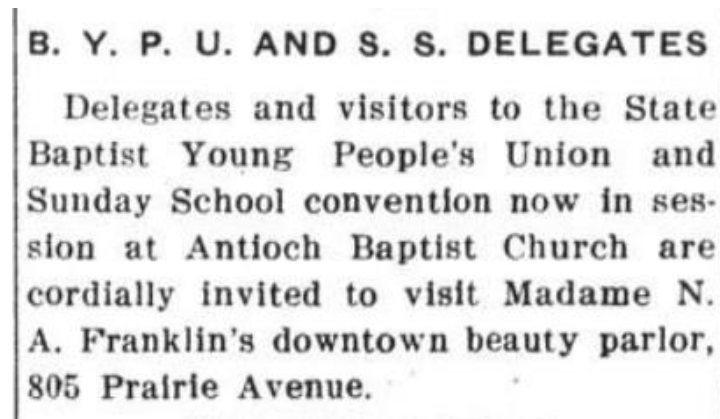 B. Y. P. U. AND S. S. DELEGATES
Delegates and visitors to the State
Baptist Young People's Union and
Sunday School convention now in ses-
sion at Antioch Baptist Church are
cordially invited to visit Madame N.
A. Franklin's downtown beauty parlor,
805 Prairie Avenue.